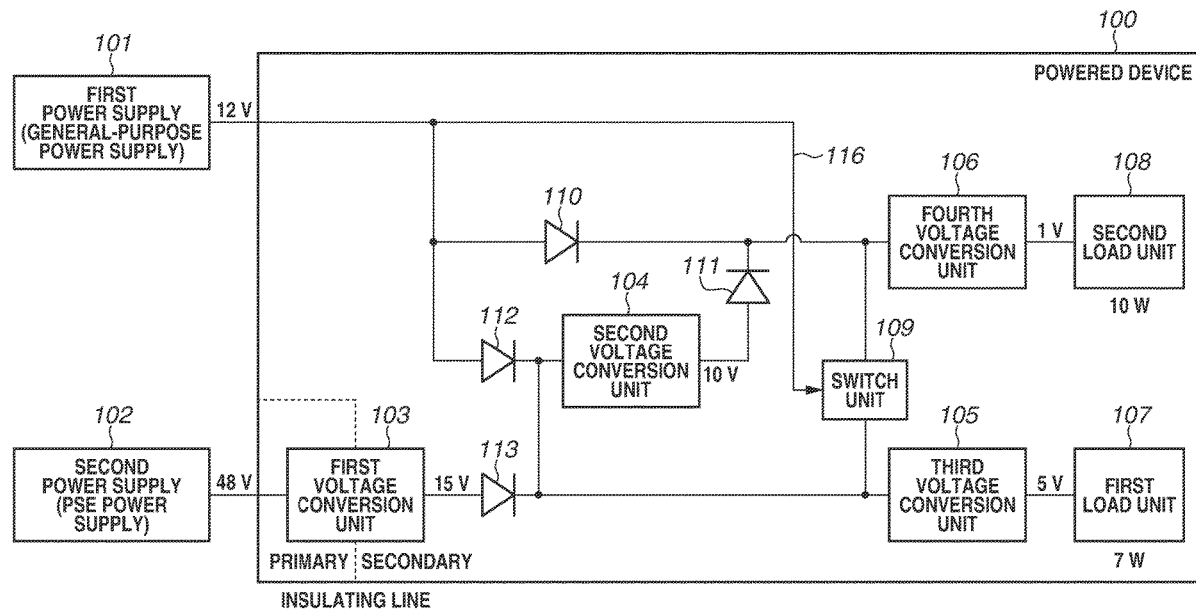 100
POWERED DEVICE
101
FIRST
POWER SUPPLY
(GENERAL-PURPOSE
POWER SUPPLY)
12 V
116
110
106
FOURTH
VOLTAGE
CONVERSION
UNIT
1 V
108
SECOND
LOAD UNIT
10 W
111
104
SECOND
VOLTAGE
CONVERSION
UNIT
10 V
112
109
SWITCH
UNIT
102
SECOND
POWER SUPPLY
(PSE POWER
SUPPLY)
48 V
103
FIRST
VOLTAGE
CONVERSION
UNIT
15 V
113
105
THIRD
VOLTAGE
CONVERSION
UNIT
5 V
107
FIRST
LOAD UNIT
7 W
PRIMARY
SECONDARY
INSULATING LINE